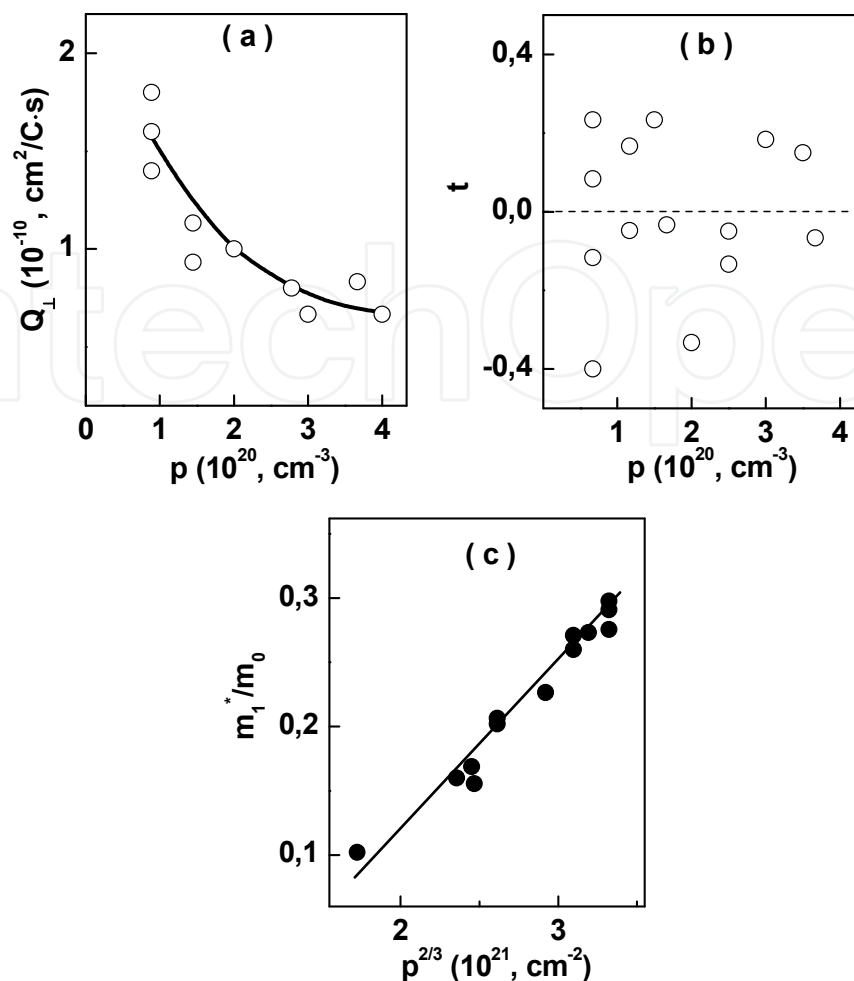 ( a )
2
1
Q⊥ (10⁻¹⁰, cm²/C·s)
0 1 2 3 4
p (10²⁰, cm⁻³)
( b )
0,4
0,0
-0,4
t
1 2 3 4
p (10²⁰, cm⁻³)
( c )
0,3
0,2
0,1
m₁*/m₀
2 3
p²ᐟ³ (10²¹, cm⁻²)
ntechOpe